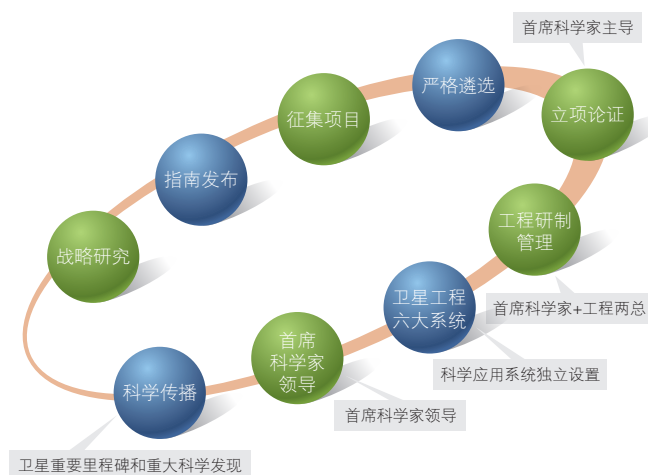 首席科学家主导
严格遴选
立项论证
征集项目
指南发布
战略研究
工程研制
管理
首席科学家+工程两总
卫星工程
六大系统
科学应用系统独立设置
首席
科学家
领导
首席科学家领导
科学传播
卫星重要里程碑和重大科学发现